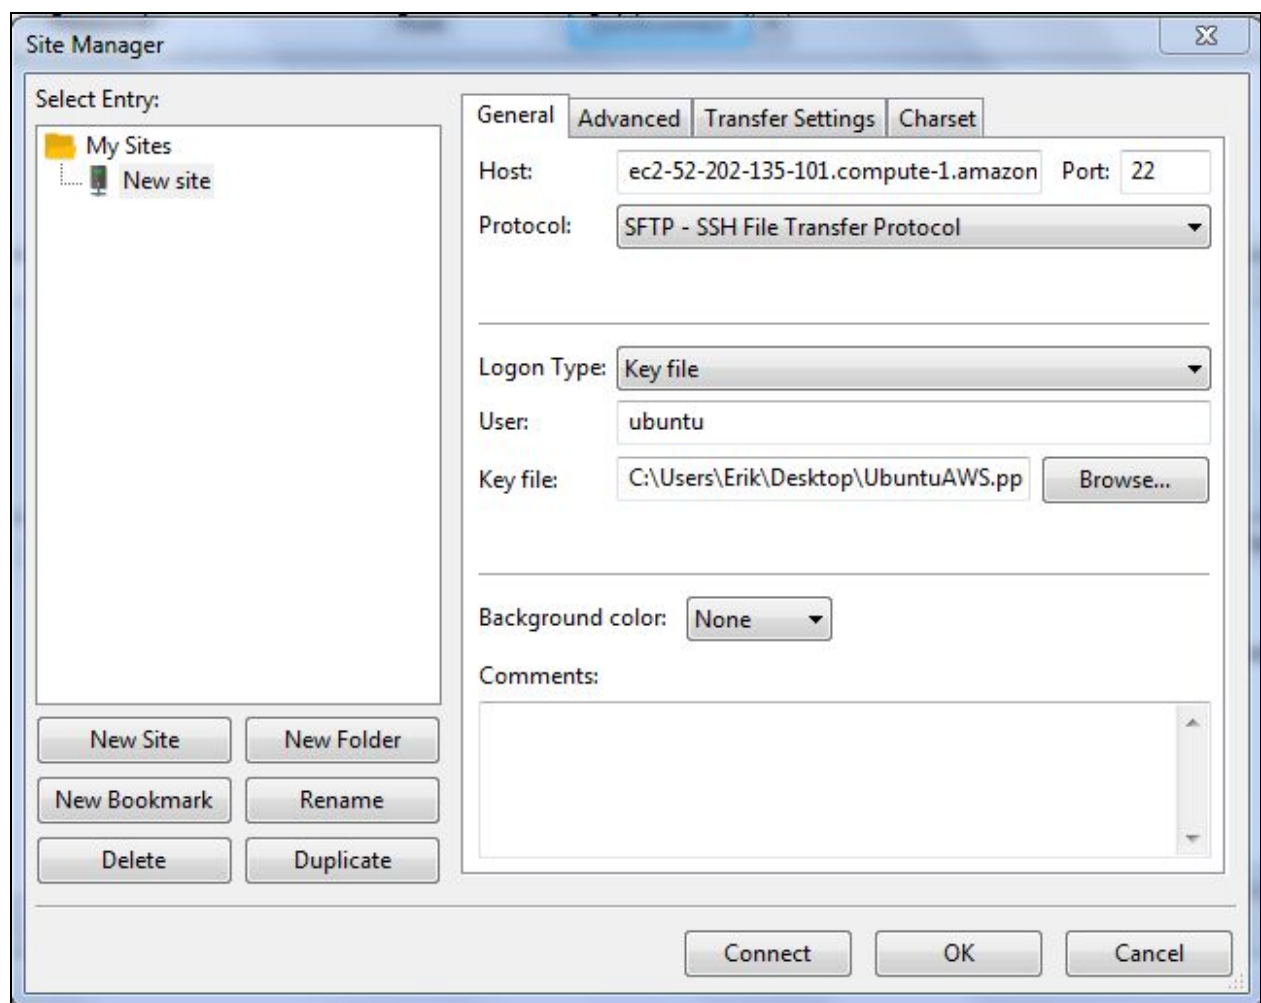 Site Manager
Select Entry:
My Sites
New site
New Site New Folder
New Bookmark Rename
Delete Duplicate
General Advanced Transfer Settings Charset
Host: ec2-52-202-135-101.compute-1.amazon Port: 22
Protocol: SFTP - SSH File Transfer Protocol
Logon Type: Key file
User: ubuntu
Key file: C:\Users\Erik\Desktop\UbuntuAWS.pp Browse...
Background color: None
Comments:
Connect OK Cancel